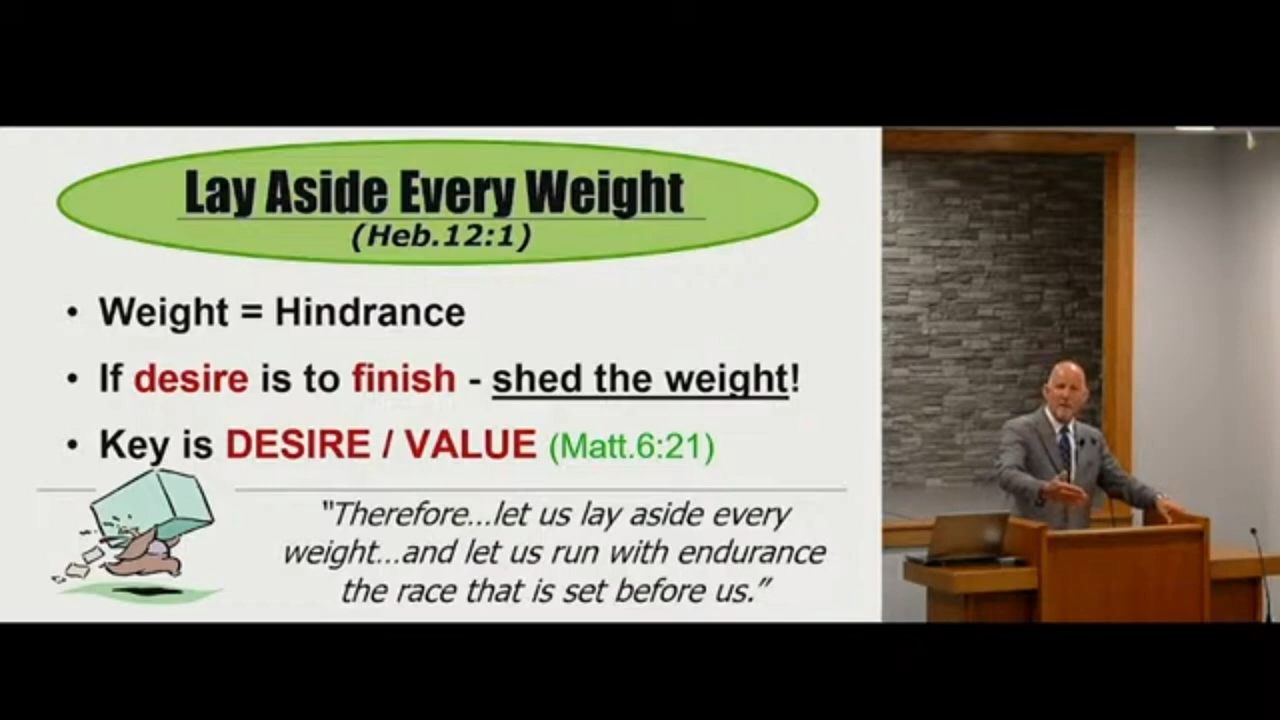 Lay Aside Every Weight
(Heb.12:1)
• Weight = Hindrance
• If desire is to finish - shed the weight!
• Key is DESIRE / VALUE (Matt.6:21)
"Therefore...let us lay aside every
weight...and let us run with endurance
the race that is set before us."